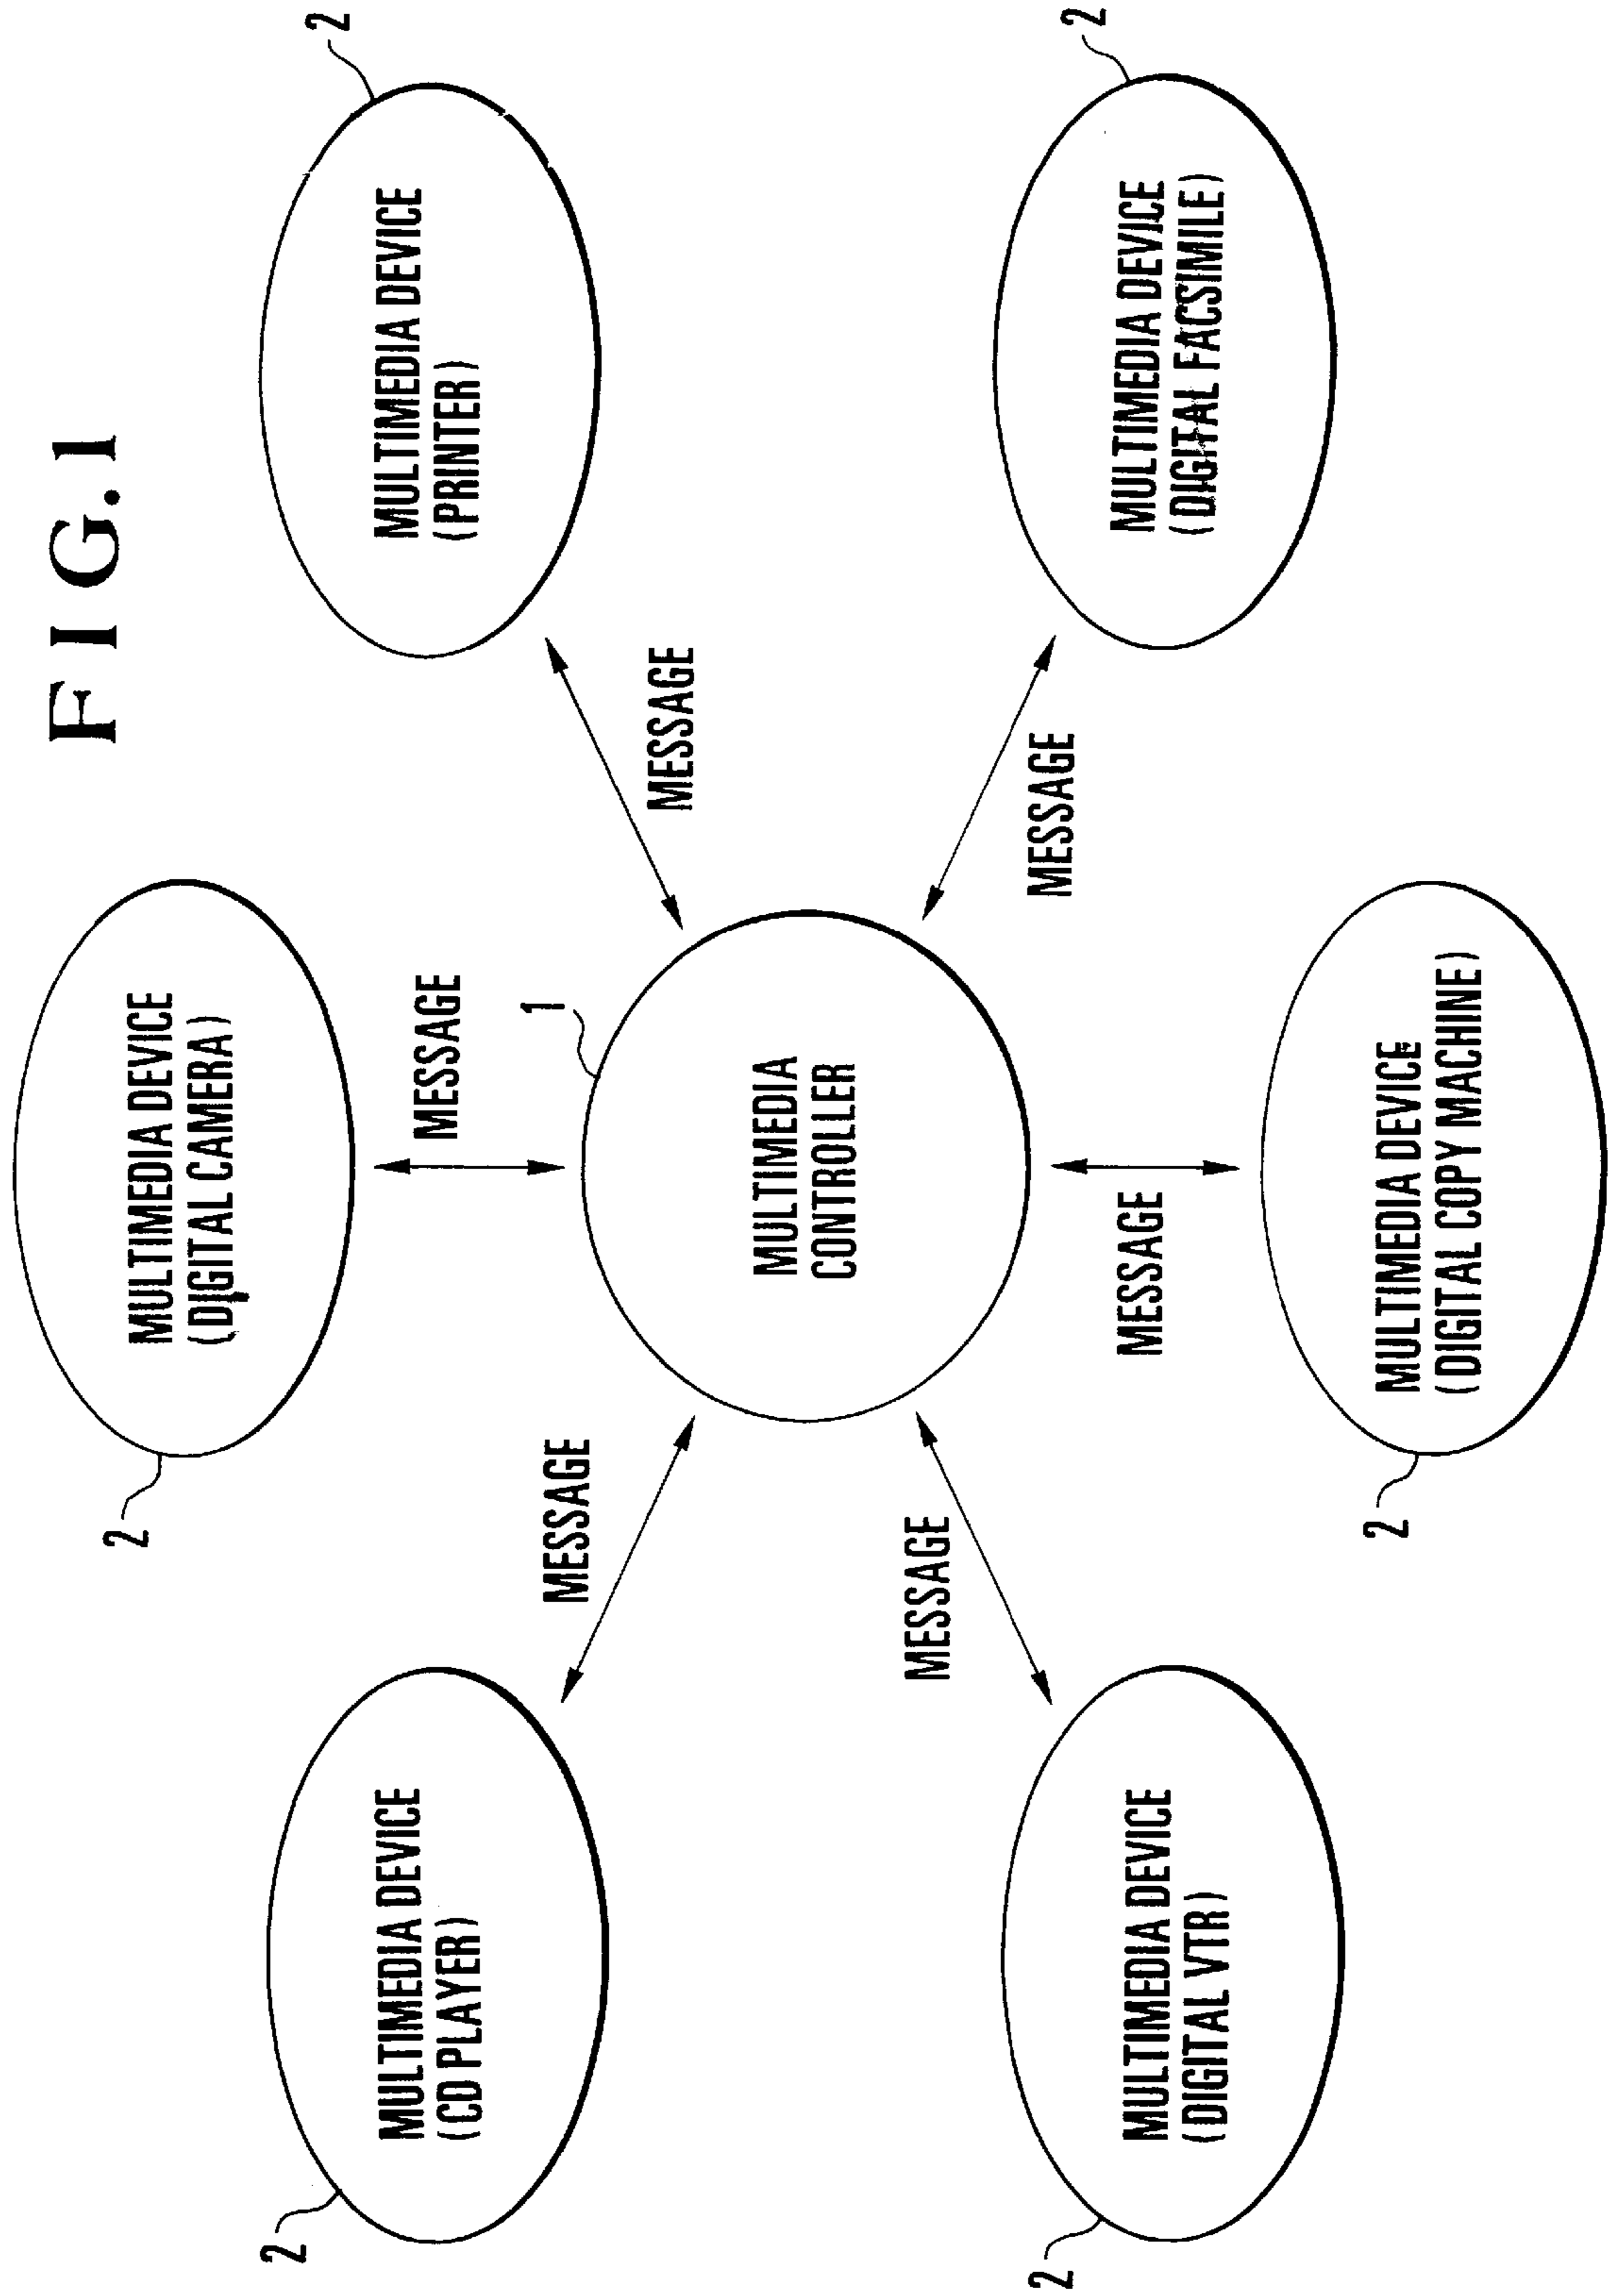 FIG.1
2
MULTIMEDIA DEVICE
(DIGITAL CAMERA)
MULTIMEDIA DEVICE
(CD PLAYER)
2
MULTIMEDIA DEVICE
(PRINTER)
2
MESSAGE
MESSAGE
MESSAGE
1
MULTIMEDIA
CONTROLLER
MESSAGE
MESSAGE
MESSAGE
MULTIMEDIA DEVICE
(DIGITAL VTR)
2
MULTIMEDIA DEVICE
(DIGITAL FACSIMILE)
2
MULTIMEDIA DEVICE
(DIGITAL COPY MACHINE)
2